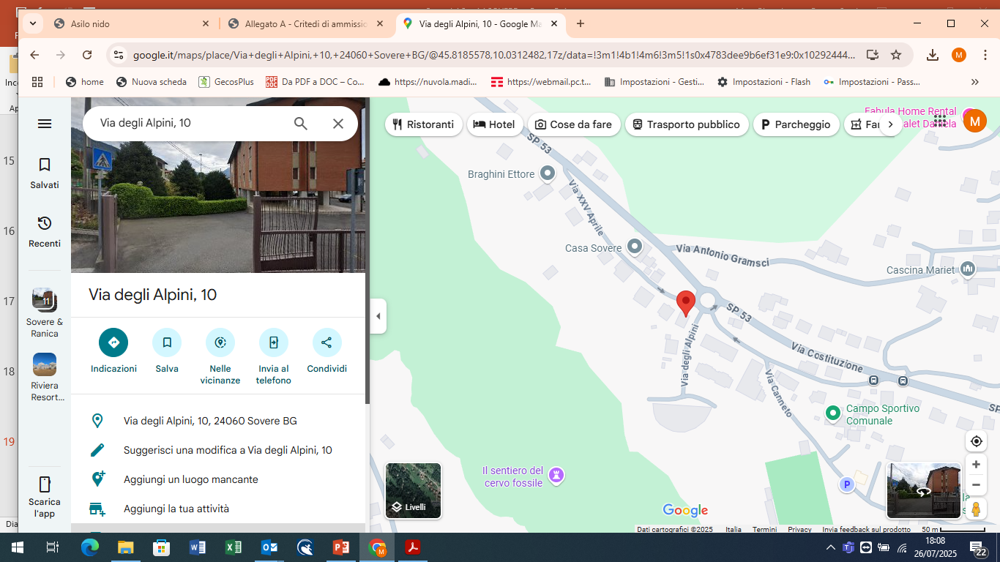 Asilo nido
Allegato A - Critedi di ammissio
Via degli Alpini, 10 - Google Ma
google.it/maps/place/Via+degli+Alpini,+10,+24060+Sovere+BG/@45.8185578,10.0312482,17z/data=!3m1!4b1!4m6!3m5!1s0x4783dee9b6ef31e9:0x10292444...
M
home
Nuova scheda
GecosPlus
Da PDF a DOC – Co...
https://nuvola.madi...
https://webmail.pc.t...
Impostazioni - Gesti...
Impostazioni - Flash
Impostazioni - Pass...
Via degli Alpini, 10
Ristoranti
Hotel
Cose da fare
Trasporto pubblico
Parcheggio
Far
Fabula Home Rental
alet Daniela
M
15
16
17
18
19
Salvati
Recenti
11
Sovere &
Ranica
Riviera
Resort...
Scarica
l'app
Via degli Alpini, 10
Indicazioni
Salva
Nelle
vicinanze
Invia al
telefono
Condividi
Via degli Alpini, 10, 24060 Sovere BG
Suggerisci una modifica a Via degli Alpini, 10
Aggiungi un luogo mancante
Aggiungi la tua attività
SP 53
Braghini Ettore
Via XXV Aprile
Casa Sovere
Via Antonio Gramsci
Cascina Mariet
SP 53
Via degli Alpini
Via Costituzione
Via Canneto
Campo Sportivo
Comunale
SP
P
Il sentiero del
cervo fossile
Livelli
Google
Dati cartografici ©2025
Italia
Termini
Privacy
Invia feedback sul prodotto
50 m
Dia
18:08
26/07/2025
22